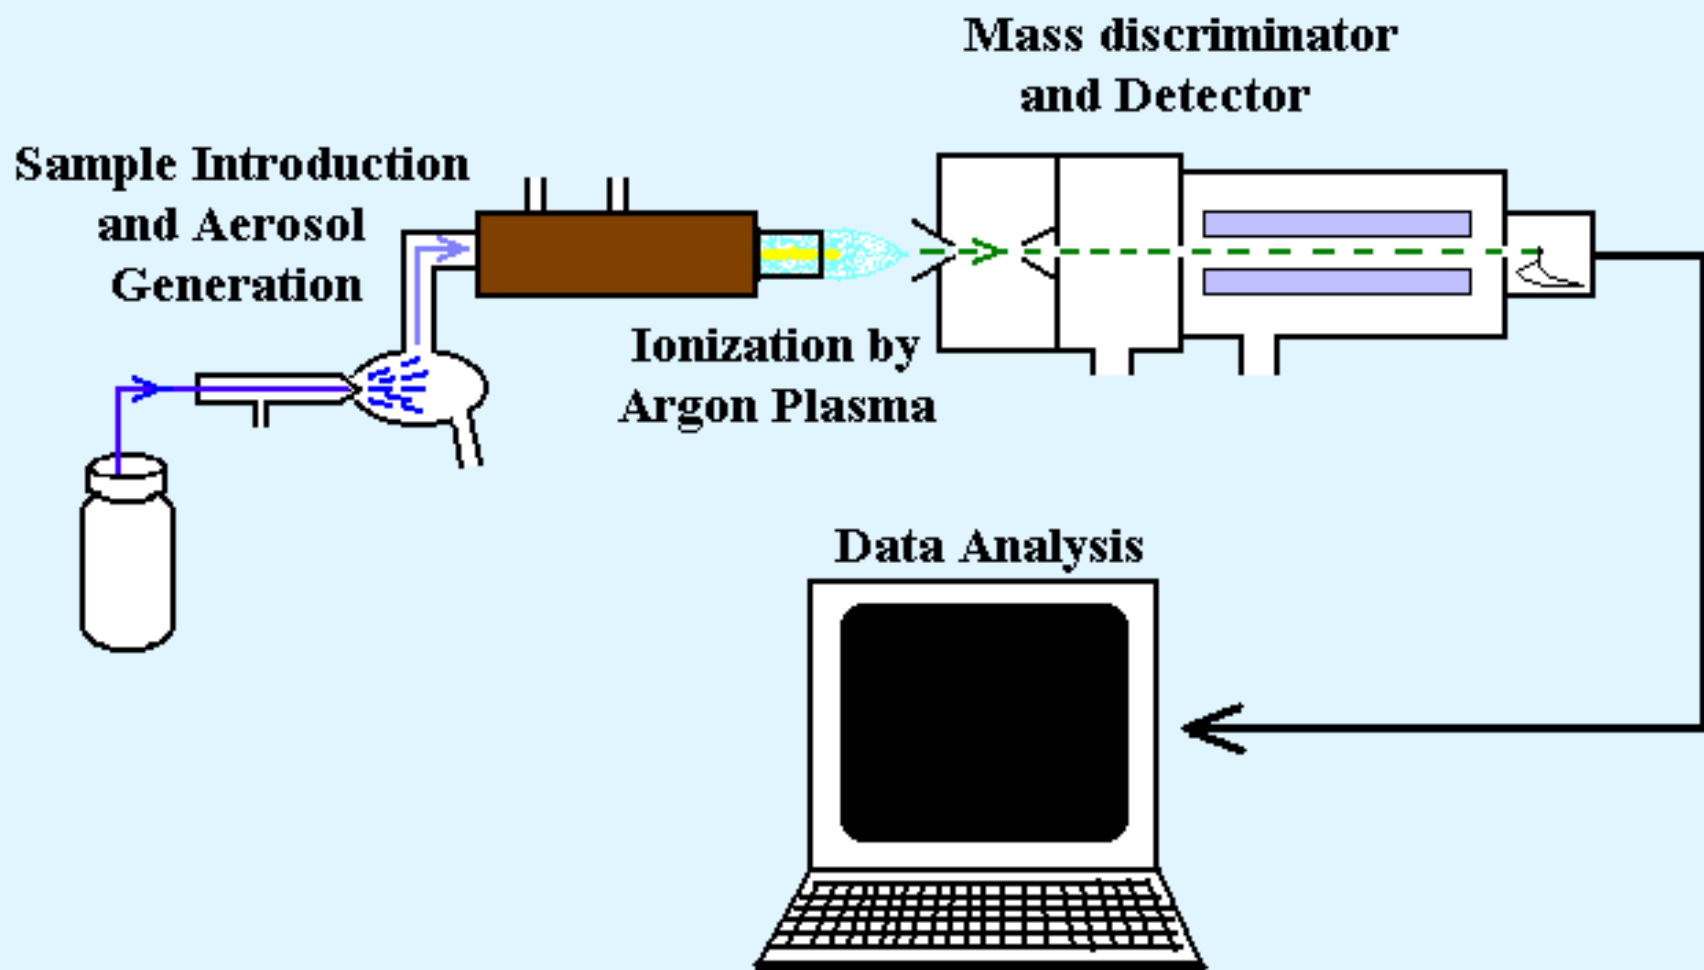 Mass discriminator
and Detector
Sample Introduction
and Aerosol
Generation
Ionization by
Argon Plasma
Data Analysis